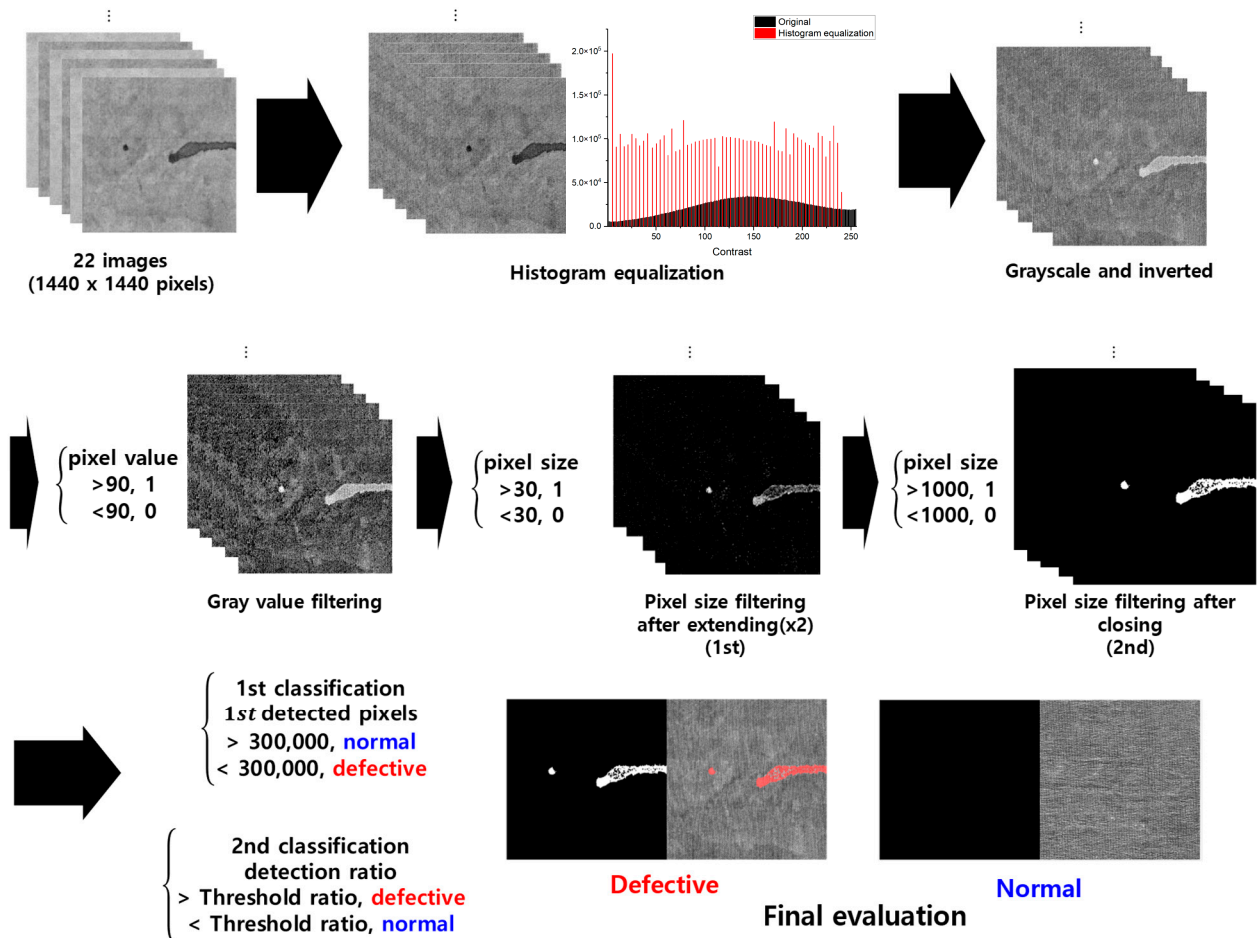 ⋮
⋮
⋮
Original
Histogram equalization
2.0×10⁵
1.5×10⁵
1.0×10⁵
5.0×10⁴
0.0
50
100
150
200
250
Contrast
22 images
(1440 x 1440 pixels)
Histogram equalization
Grayscale and inverted
⋮
⋮
⋮
pixel value
>90, 1
<90, 0
Gray value filtering
pixel size
>30, 1
<30, 0
Pixel size filtering
after extending(x2)
(1st)
pixel size
>1000, 1
<1000, 0
Pixel size filtering after
closing
(2nd)
1st classification
1st detected pixels
> 300,000, normal
< 300,000, defective
2nd classification
detection ratio
> Threshold ratio, defective
< Threshold ratio, normal
Defective
Normal
Final evaluation